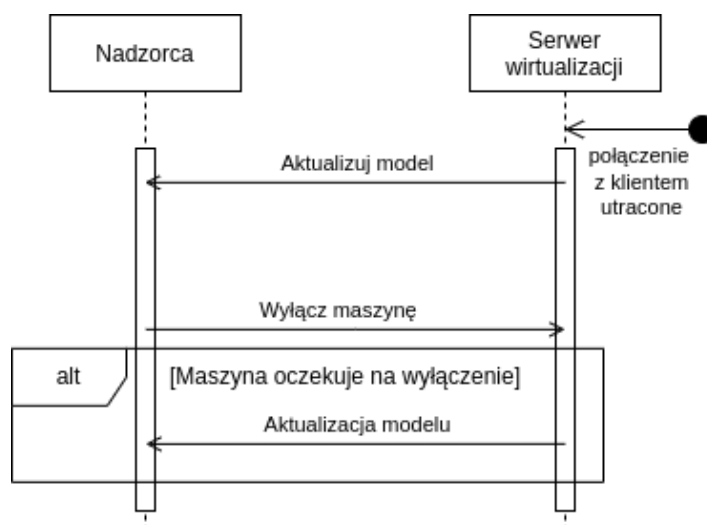 Nadzorca
Serwer
wirtualizacji
połączenie
z klientem
utracone
Aktualizuj model
Wyłącz maszynę
alt
[Maszyna oczekuje na wyłączenie]
Aktualizacja modelu